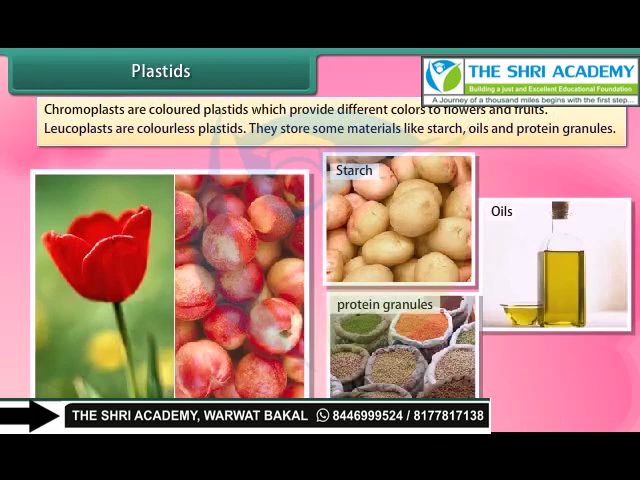 Plastids
THE SHRI ACADEMY
Building a just and Excellent Educational Foundation
A Journey of a thousand miles begins with the first step...
Chromoplasts are coloured plastids which provide different colors to flowers and fruits.
Leucoplasts are colourless plastids. They store some materials like starch, oils and protein granules.
Starch
Oils
protein granules
THE SHRI ACADEMY, WARWAT BAKAL 8446999524 / 8177817138